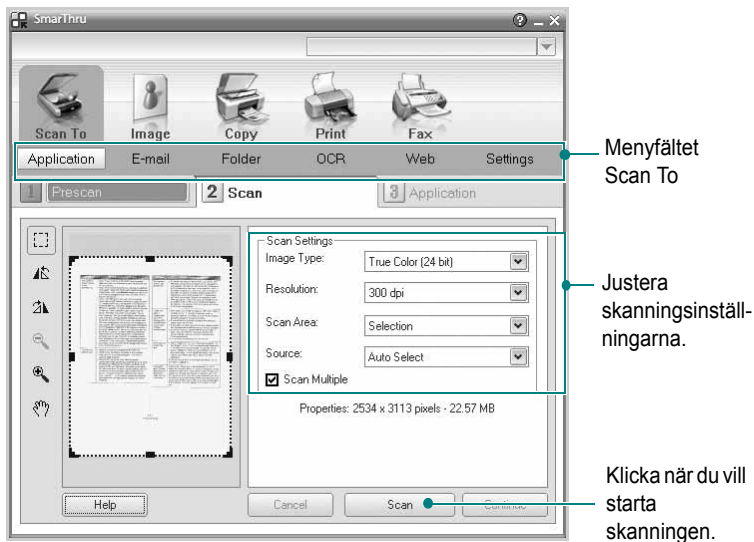 SmarThru
Scan To Image Copy Print Fax
Application E-mail Folder OCR Web Settings
Menyfältet
Scan To
1 Prescan 2 Scan 3 Application
Scan Settings
Image Type: True Color (24 bit)
Resolution: 300 dpi
Scan Area: Selection
Source: Auto Select
Scan Multiple
Properties: 2534 x 3113 pixels - 22.57 MB
Justera
skanningsinställ-
ningarna.
Help Cancel Scan Continue
Klicka när du vill
starta
skanningen.